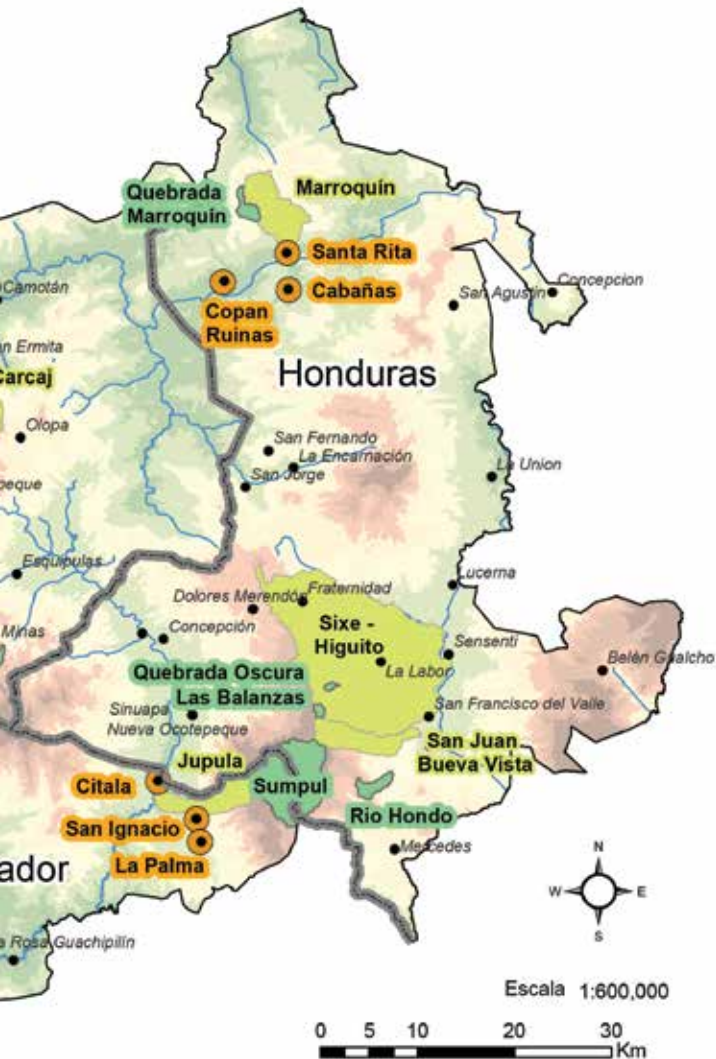 Quebrada
Marroquín
Marroquín
Santa Rita
Camotán
Copan
Ruinas
Cabañas
San Agustin
Concepcion
n Ermita
Carcaj
Honduras
Olopa
San Fernando
La Encarnación
San Jorge
La Union
peque
Esquipulas
Dolores Merendón
Fraternidad
Lucerna
Minas
Concepción
Sixe -
Higuito
Sensenti
La Labor
Belén Gualcho
Quebrada Oscura
Las Balanzas
Sinuapa
Nueva Ocotepeque
San Francisco del Valle
San Juan
Bueva Vista
Jupula
Citala
Sumpul
San Ignacio
Rio Hondo
La Palma
Mercedes
ador
a Rosa Guachipilín
N
W
E
S
Escala 1:600,000
0 5 10 20 30
Km